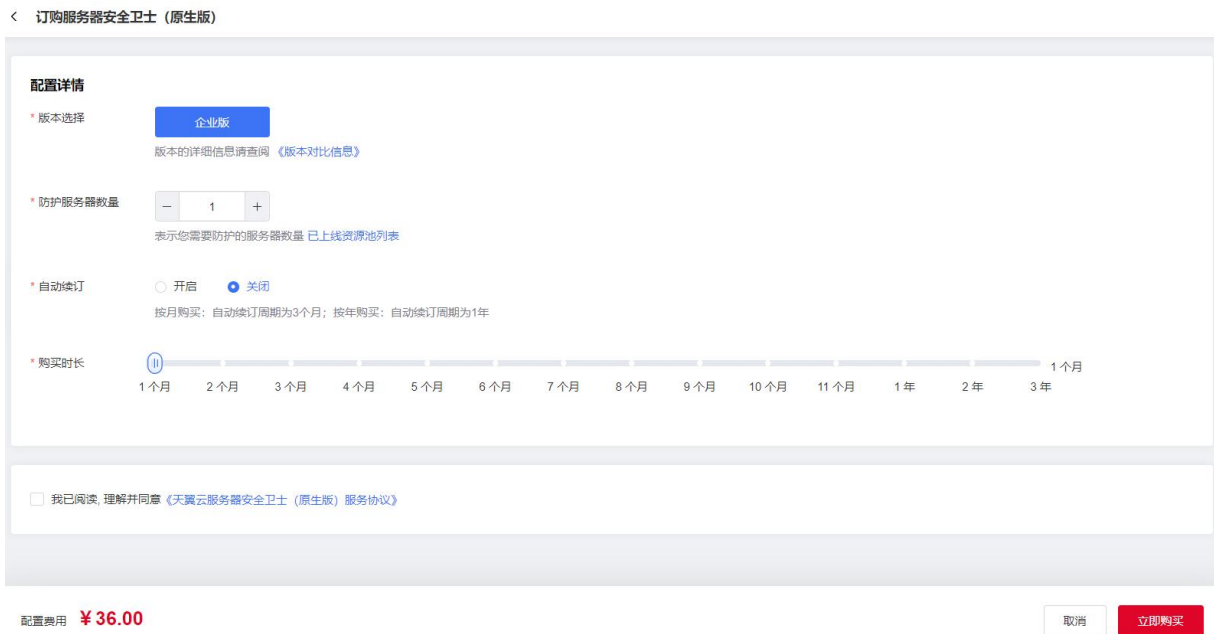 订购服务器安全卫士（原生版）
配置详情
* 版本选择
企业版
版本的详细信息请查阅 《版本对比信息》
* 防护服务器数量
− 1 +
表示您需要防护的服务器数量 已上线资源池列表
* 自动续订
开启 关闭
按月购买：自动续订周期为3个月；按年购买：自动续订周期为1年
* 购买时长
1 个月
1 个月 2 个月 3 个月 4 个月 5 个月 6 个月 7 个月 8 个月 9 个月 10 个月 11 个月 1 年 2 年 3 年
我已阅读, 理解并同意《天翼云服务器安全卫士（原生版）服务协议》
配置费用 ￥36.00
取消 立即购买